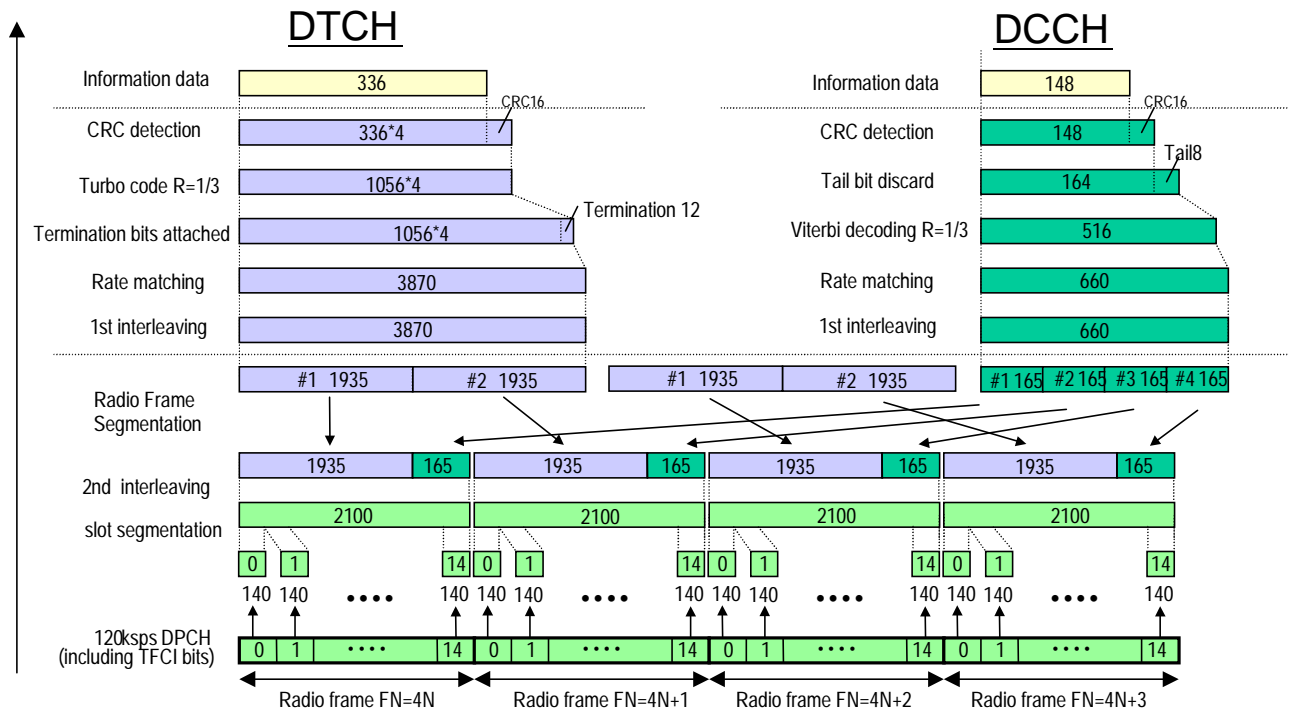 DTCH DCCH
Information data 336 Information data 148
CRC16 CRC16
CRC detection 336*4 CRC detection 148
Tail8
Turbo code R=1/3 1056*4 Tail bit discard 164
Termination 12
Termination bits attached 1056*4 Viterbi decoding R=1/3 516
Rate matching 3870 Rate matching 660
1st interleaving 3870 1st interleaving 660
#1 1935 #2 1935 #1 1935 #2 1935 #1 165 #2 165 #3 165 #4 165
Radio Frame
Segmentation
1935 165 1935 165 1935 165 1935 165
2nd interleaving
2100 2100 2100 2100
slot segmentation
0 1 14 0 1 14 0 1 14 0 1 14
140 140 •••• 140 140 140 •••• 140 140 140 •••• 140 140 140 •••• 140
120ksps DPCH
(including TFCI bits)
0 1 •••• 14 0 1 •••• 14 0 1 •••• 14 0 1 •••• 14
Radio frame FN=4N Radio frame FN=4N+1 Radio frame FN=4N+2 Radio frame FN=4N+3